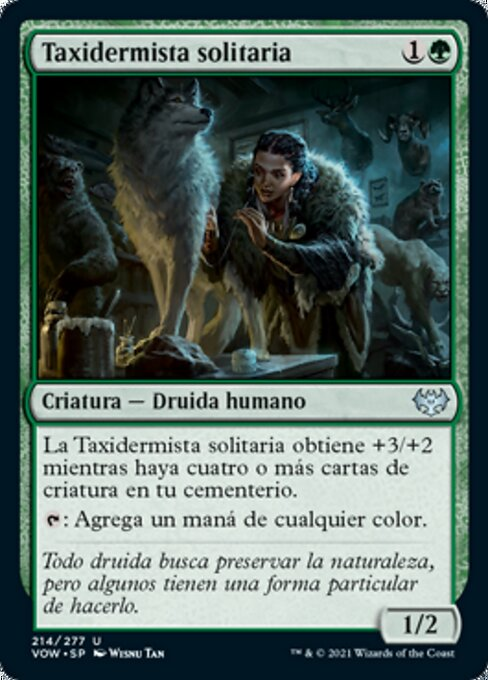 Taxidermista solitaria 1
Criatura — Druida humano
La Taxidermista solitaria obtiene +3/+2
mientras haya cuatro o más cartas de
criatura en tu cementerio.
: Agrega un maná de cualquier color.
Todo druida busca preservar la naturaleza,
pero algunos tienen una forma particular
de hacerlo.
1/2
214/277 U
VOW • SP Wisnu Tan
™ & © 2021 Wizards of the Coast